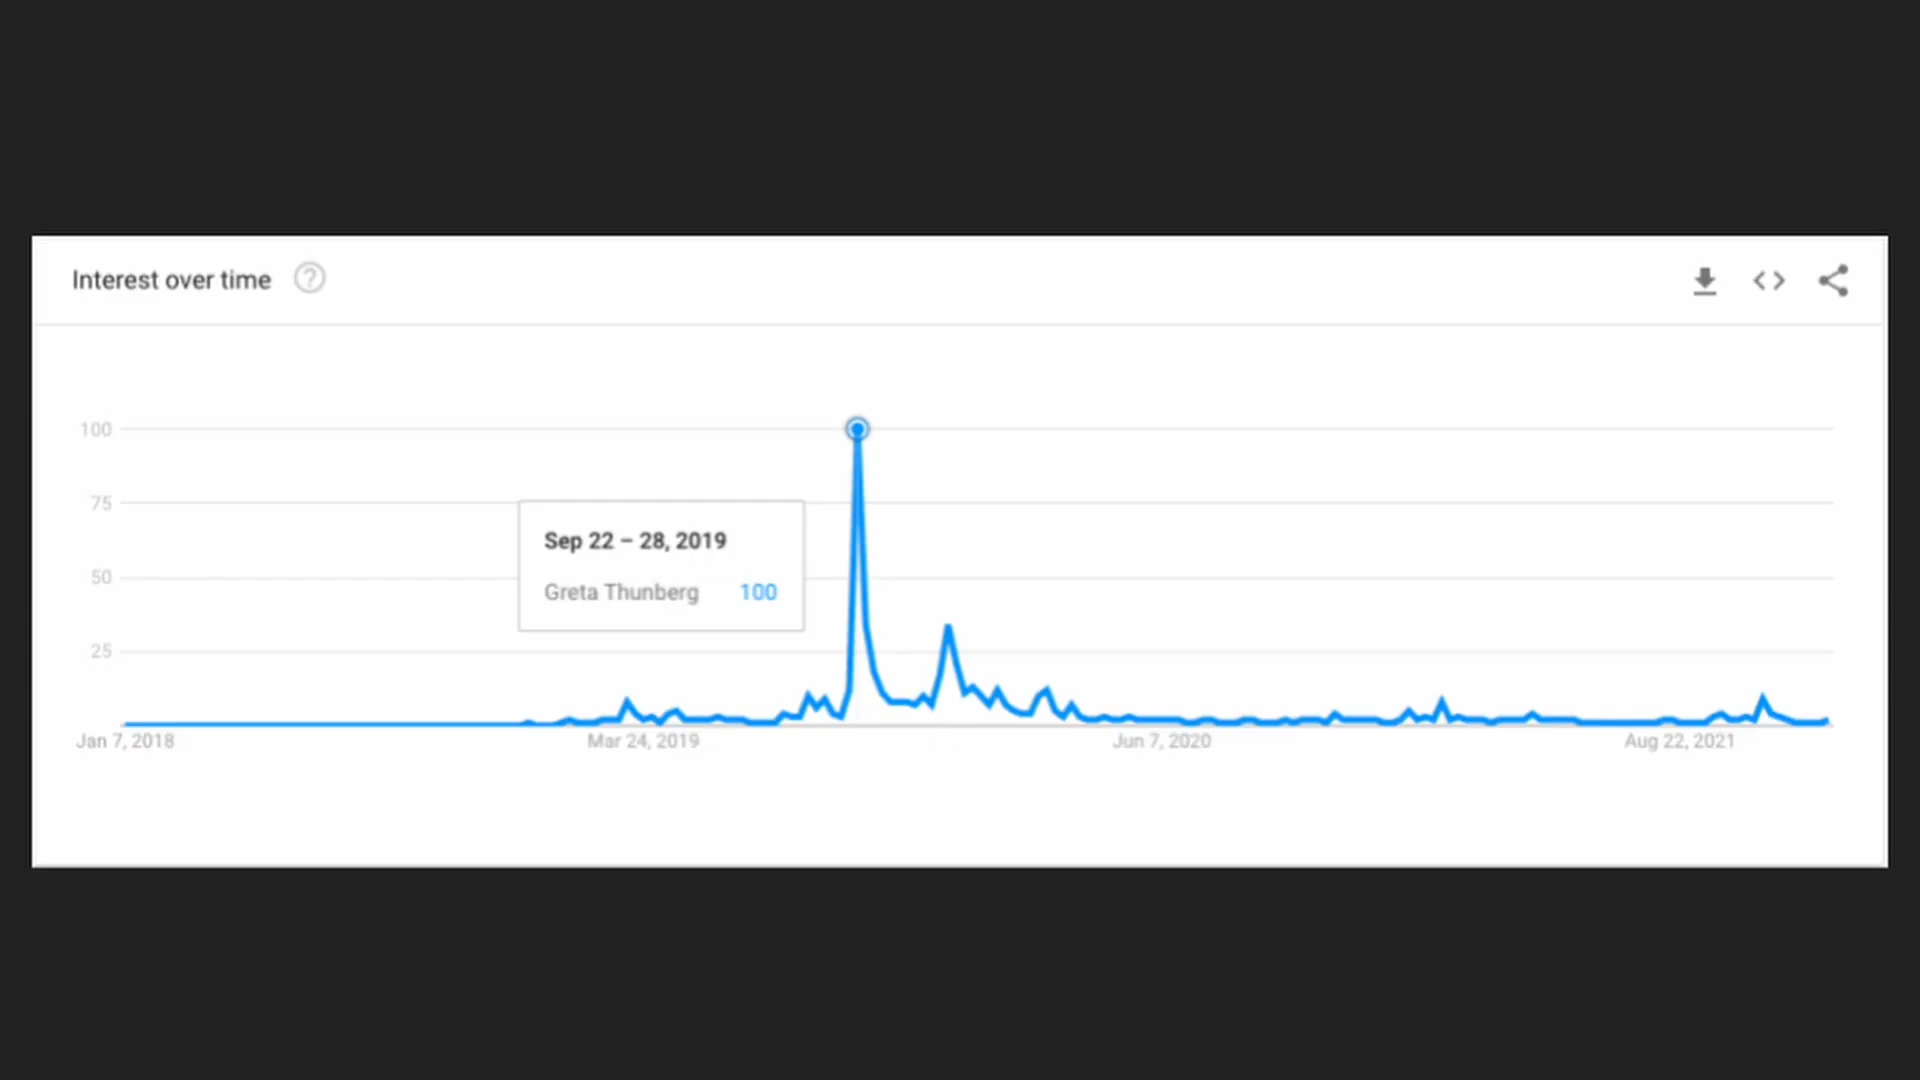 Interest over time ?
100
75
50
25
Sep 22 – 28, 2019
Greta Thunberg 100
Jan 7, 2018 Mar 24, 2019 Jun 7, 2020 Aug 22, 2021